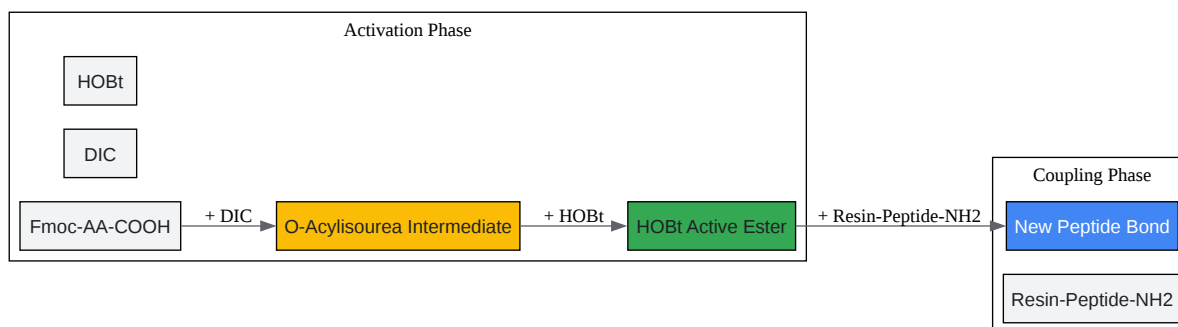 Activation Phase
HOBt
DIC
Fmoc-AA-COOH
+ DIC
O-Acylisourea Intermediate
+ HOBt
HOBt Active Ester
+ Resin-Peptide-NH2
Coupling Phase
New Peptide Bond
Resin-Peptide-NH2